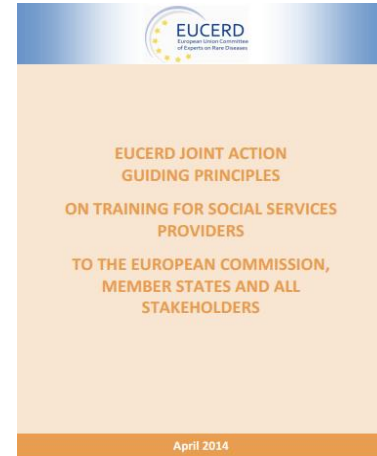 EUCERD
European Union Committee
of Experts on Rare Diseases
EUCERD JOINT ACTION
GUIDING PRINCIPLES
ON TRAINING FOR SOCIAL SERVICES
PROVIDERS
TO THE EUROPEAN COMMISSION,
MEMBER STATES AND ALL
STAKEHOLDERS
April 2014